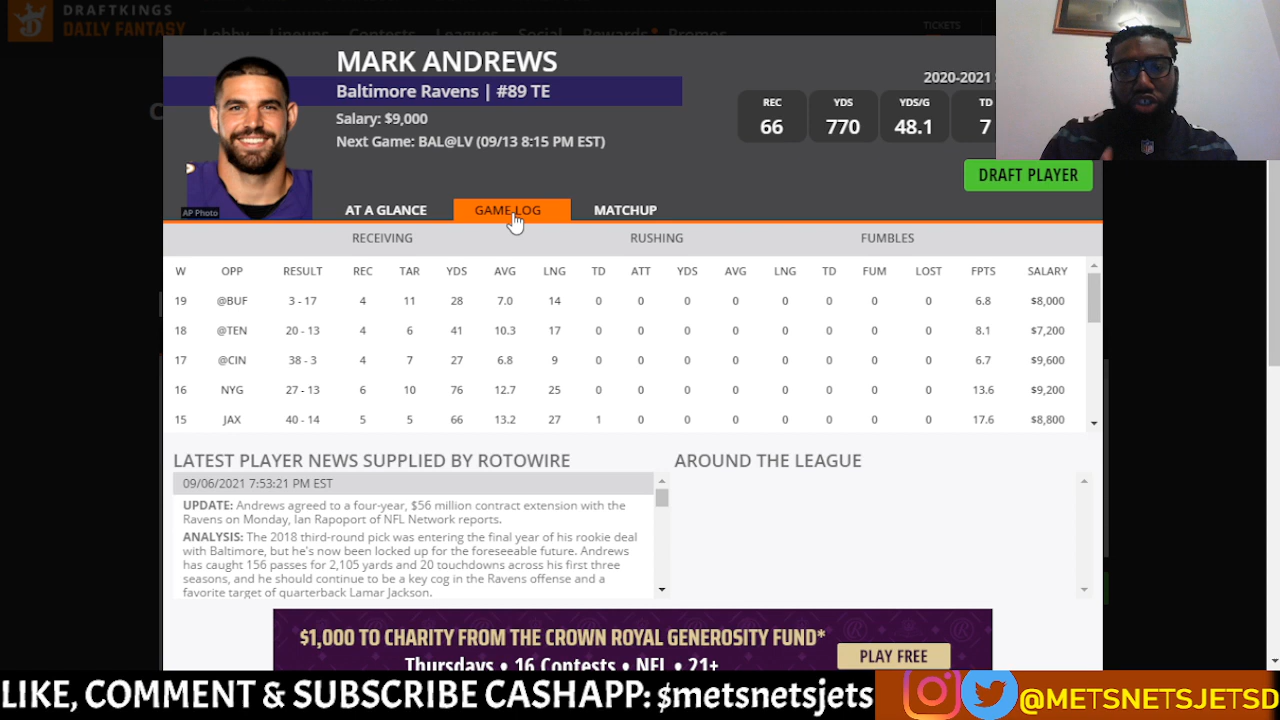 DRAFTKINGS
DAILY FANTASY
Lobby Lineups Contests Leagues Social Rewards Promos
TICKETS
MARK ANDREWS
Baltimore Ravens | #89 TE
Salary: $9,000
Next Game: BAL@LV (09/13 8:15 PM EST)
2020-2021
REC YDS YDS/G TD
66 770 48.1 7
DRAFT PLAYER
AP Photo
AT A GLANCE GAME LOG MATCHUP
RECEIVING RUSHING FUMBLES
W OPP RESULT REC TAR YDS AVG LNG TD ATT YDS AVG LNG TD FUM LOST FPTS SALARY
19 @BUF 3 - 17 4 11 28 7.0 14 0 0 0 0 0 0 0 0 6.8 $8,000
18 @TEN 20 - 13 4 6 41 10.3 17 0 0 0 0 0 0 0 0 8.1 $7,200
17 @CIN 38 - 3 4 7 27 6.8 9 0 0 0 0 0 0 0 0 6.7 $9,600
16 NYG 27 - 13 6 10 76 12.7 25 0 0 0 0 0 0 0 0 13.6 $9,200
15 JAX 40 - 14 5 5 66 13.2 27 1 0 0 0 0 0 0 0 17.6 $8,800
LATEST PLAYER NEWS SUPPLIED BY ROTOWIRE
AROUND THE LEAGUE
09/06/2021 7:53:21 PM EST
UPDATE: Andrews agreed to a four-year, $56 million contract extension with the
Ravens on Monday, Ian Rapoport of NFL Network reports.
ANALYSIS: The 2018 third-round pick was entering the final year of his rookie deal
with Baltimore, but he's now been locked up for the foreseeable future. Andrews
has caught 156 passes for 2,105 yards and 20 touchdowns across his first three
seasons, and he should continue to be a key cog in the Ravens offense and a
favorite target of quarterback Lamar Jackson.
$1,000 TO CHARITY FROM THE CROWN ROYAL GENEROSITY FUND*
Thursdays • 16 Contests • NFL • 21+
PLAY FREE
LIKE, COMMENT & SUBSCRIBE CASHAPP: $metsnetsjets
@METSNETSJETSD